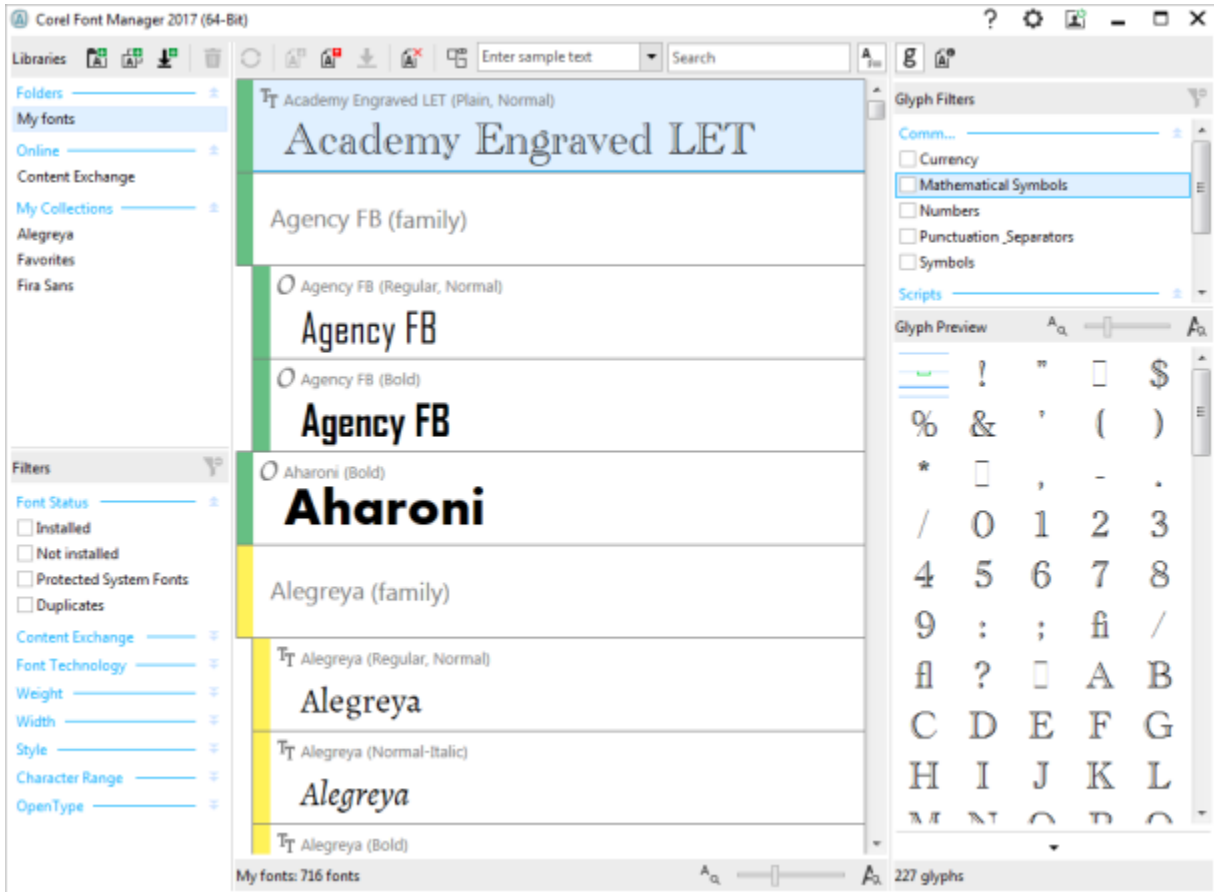 Corel Font Manager 2017 (64-Bit)
Libraries
Enter sample text
Search
Folders
My fonts
Online
Content Exchange
My Collections
Alegreya
Favorites
Fira Sans
Filters
Font Status
Installed
Not installed
Protected System Fonts
Duplicates
Content Exchange
Font Technology
Weight
Width
Style
Character Range
OpenType
Academy Engraved LET (Plain, Normal)
Academy Engraved LET
Agency FB (family)
Agency FB (Regular, Normal)
Agency FB
Agency FB (Bold)
Agency FB
Aharoni (Bold)
Aharoni
Alegreya (family)
Alegreya (Regular, Normal)
Alegreya
Alegreya (Normal-Italic)
Alegreya
Alegreya (Bold)
My fonts: 716 fonts
Glyph Filters
Comm...
Currency
Mathematical Symbols
Numbers
Punctuation _Separators
Symbols
Scripts
Glyph Preview
! " $
% & ' ( )
* , - .
/ 0 1 2 3
4 5 6 7 8
9 : ; fi /
fl ? A B
C D E F G
H I J K L
227 glyphs